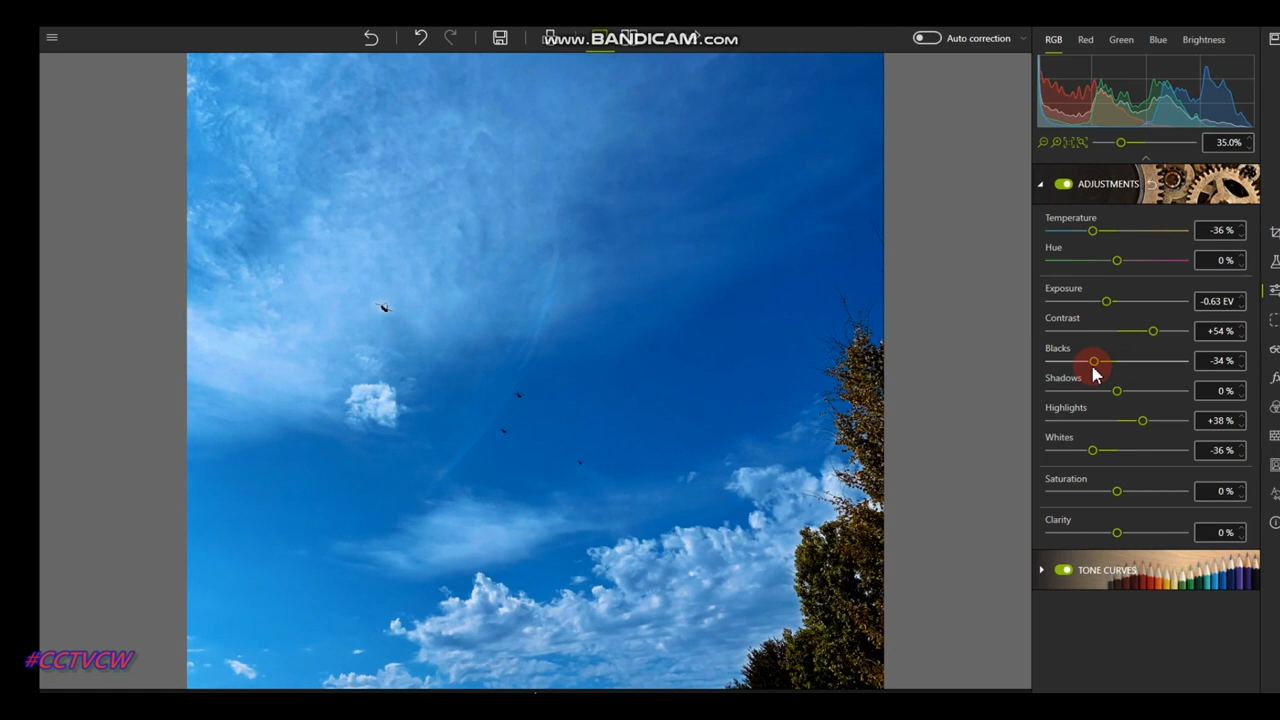 www.BANDICAM.com
Auto correction
RGB Red Green Blue Brightness
35.0%
ADJUSTMENTS
Temperature
-36 %
Hue
0 %
Exposure
-0.63 EV
Contrast
+54 %
Blacks
-34 %
Shadows
0 %
Highlights
+38 %
Whites
-36 %
Saturation
0 %
Clarity
0 %
TONE CURVES
#CCTVCW